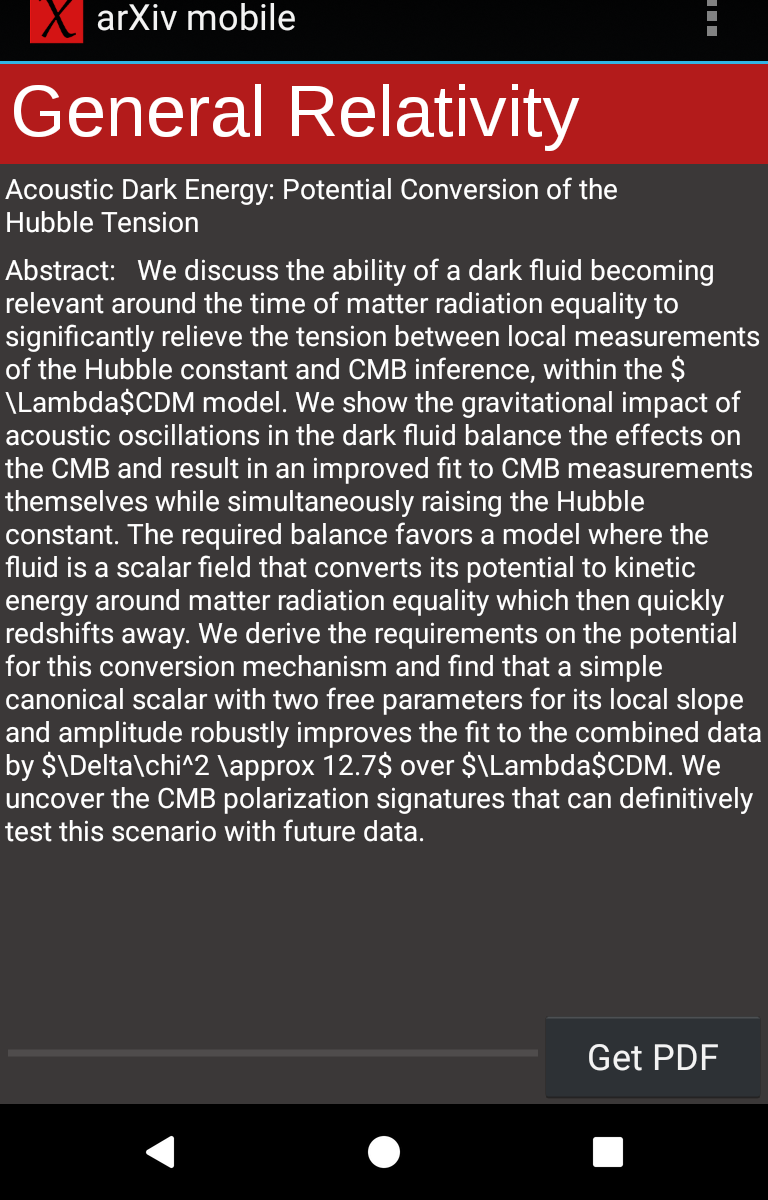 arXiv mobile
General Relativity
Acoustic Dark Energy: Potential Conversion of the
Hubble Tension
Abstract:   We discuss the ability of a dark fluid becoming
relevant around the time of matter radiation equality to
significantly relieve the tension between local measurements
of the Hubble constant and CMB inference, within the $
\Lambda$CDM model. We show the gravitational impact of
acoustic oscillations in the dark fluid balance the effects on
the CMB and result in an improved fit to CMB measurements
themselves while simultaneously raising the Hubble
constant. The required balance favors a model where the
fluid is a scalar field that converts its potential to kinetic
energy around matter radiation equality which then quickly
redshifts away. We derive the requirements on the potential
for this conversion mechanism and find that a simple
canonical scalar with two free parameters for its local slope
and amplitude robustly improves the fit to the combined data
by $\Delta\chi^2 \approx 12.7$ over $\Lambda$CDM. We
uncover the CMB polarization signatures that can definitively
test this scenario with future data.
Get PDF